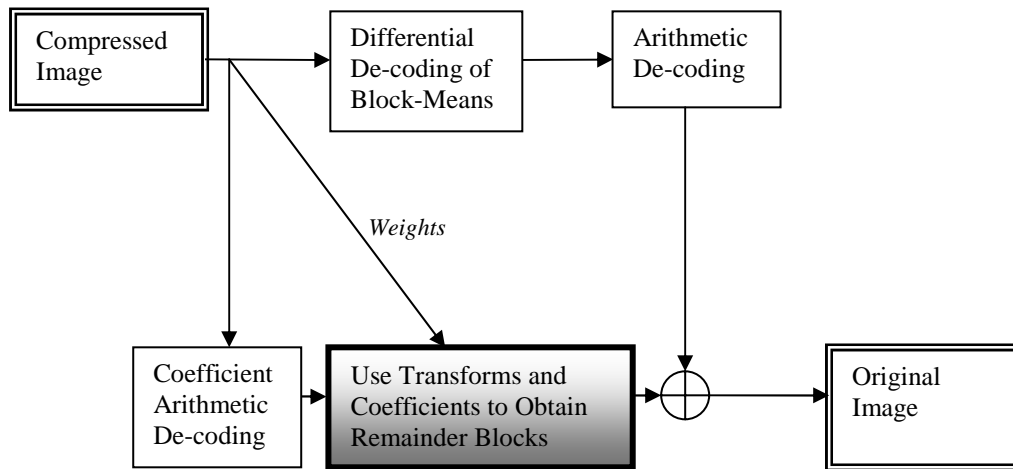 Compressed
Image
Differential
De-coding of
Block-Means
Arithmetic
De-coding
Weights
Coefficient
Arithmetic
De-coding
Use Transforms and
Coefficients to Obtain
Remainder Blocks
Original
Image